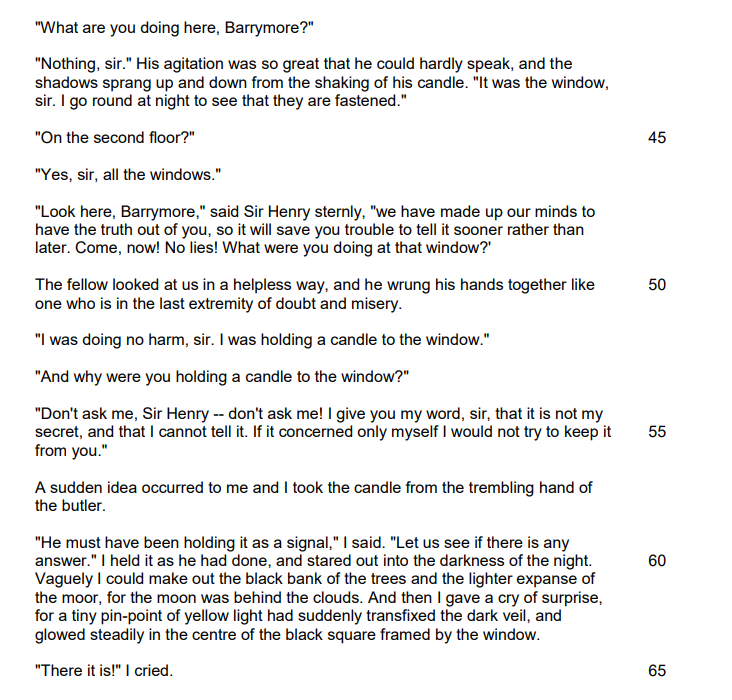 "What are you doing here, Barrymore?"
"Nothing, sir." His agitation was so great that he could hardly speak, and the
shadows sprang up and down from the shaking of his candle. "It was the window,
sir. I go round at night to see that they are fastened."
"On the second floor?" 45
"Yes, sir, all the windows."
"Look here, Barrymore," said Sir Henry sternly, "we have made up our minds to
have the truth out of you, so it will save you trouble to tell it sooner rather than
later. Come, now! No lies! What were you doing at that window?'
The fellow looked at us in a helpless way, and he wrung his hands together like 50
one who is in the last extremity of doubt and misery.
"I was doing no harm, sir. I was holding a candle to the window."
"And why were you holding a candle to the window?"
"Don't ask me, Sir Henry -- don't ask me! I give you my word, sir, that it is not my
secret, and that I cannot tell it. If it concerned only myself I would not try to keep it 55
from you."
A sudden idea occurred to me and I took the candle from the trembling hand of
the butler.
"He must have been holding it as a signal," I said. "Let us see if there is any
answer." I held it as he had done, and stared out into the darkness of the night. 60
Vaguely I could make out the black bank of the trees and the lighter expanse of
the moor, for the moon was behind the clouds. And then I gave a cry of surprise,
for a tiny pin-point of yellow light had suddenly transfixed the dark veil, and
glowed steadily in the centre of the black square framed by the window.
"There it is!" I cried. 65